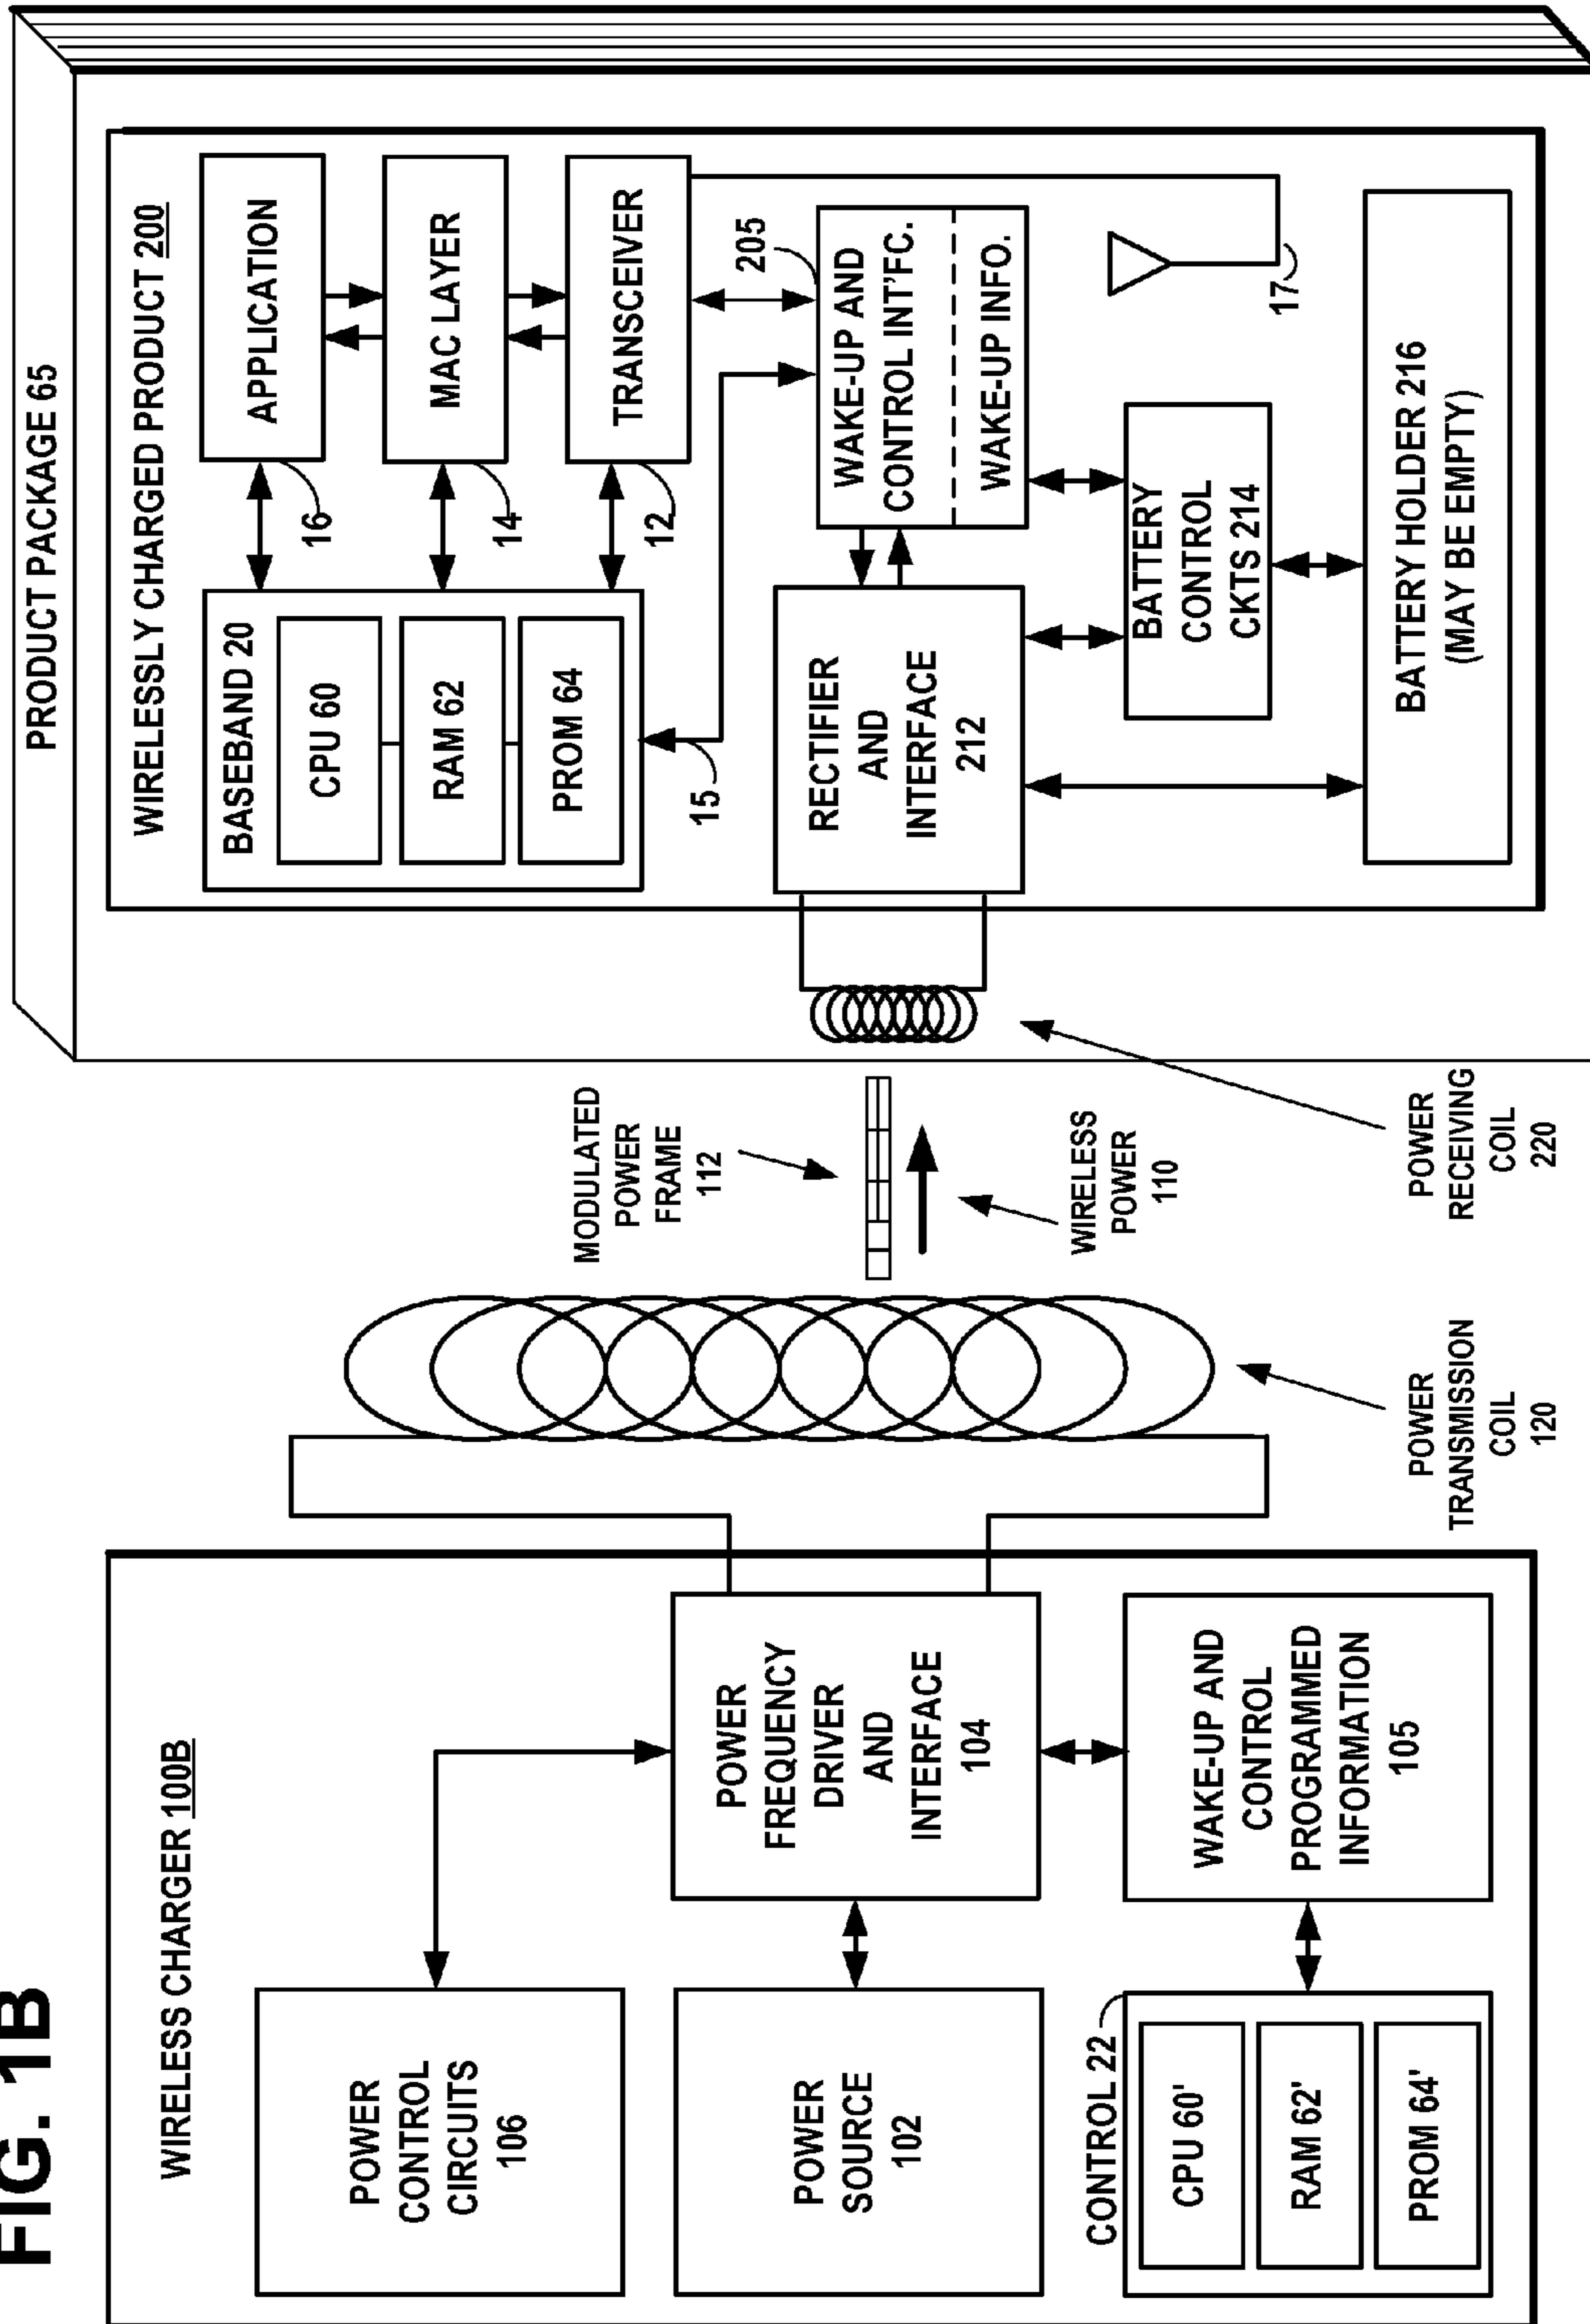 FIG. 1B
WIRELESS CHARGER 100B
POWER
CONTROL
CIRCUITS
106
POWER
SOURCE
102
CONTROL 22
CPU 60'
RAM 62'
PROM 64'
POWER
FREQUENCY
DRIVER
AND
INTERFACE
104
WAKE-UP AND
CONTROL
PROGRAMMED
INFORMATION
105
POWER
TRANSMISSION
COIL
120
MODULATED
POWER
FRAME
112
WIRELESS
POWER
110
POWER
RECEIVING
COIL
220
PRODUCT PACKAGE 65
WIRELESSLY CHARGED PRODUCT 200
BASEBAND 20
CPU 60
RAM 62
PROM 64
15
APPLICATION
16
MAC LAYER
14
TRANSCEIVER
12
205
WAKE-UP AND
CONTROL INT'FC.
WAKE-UP INFO.
17
RECTIFIER
AND
INTERFACE
212
BATTERY
CONTROL
CKTS 214
BATTERY HOLDER 216
(MAY BE EMPTY)